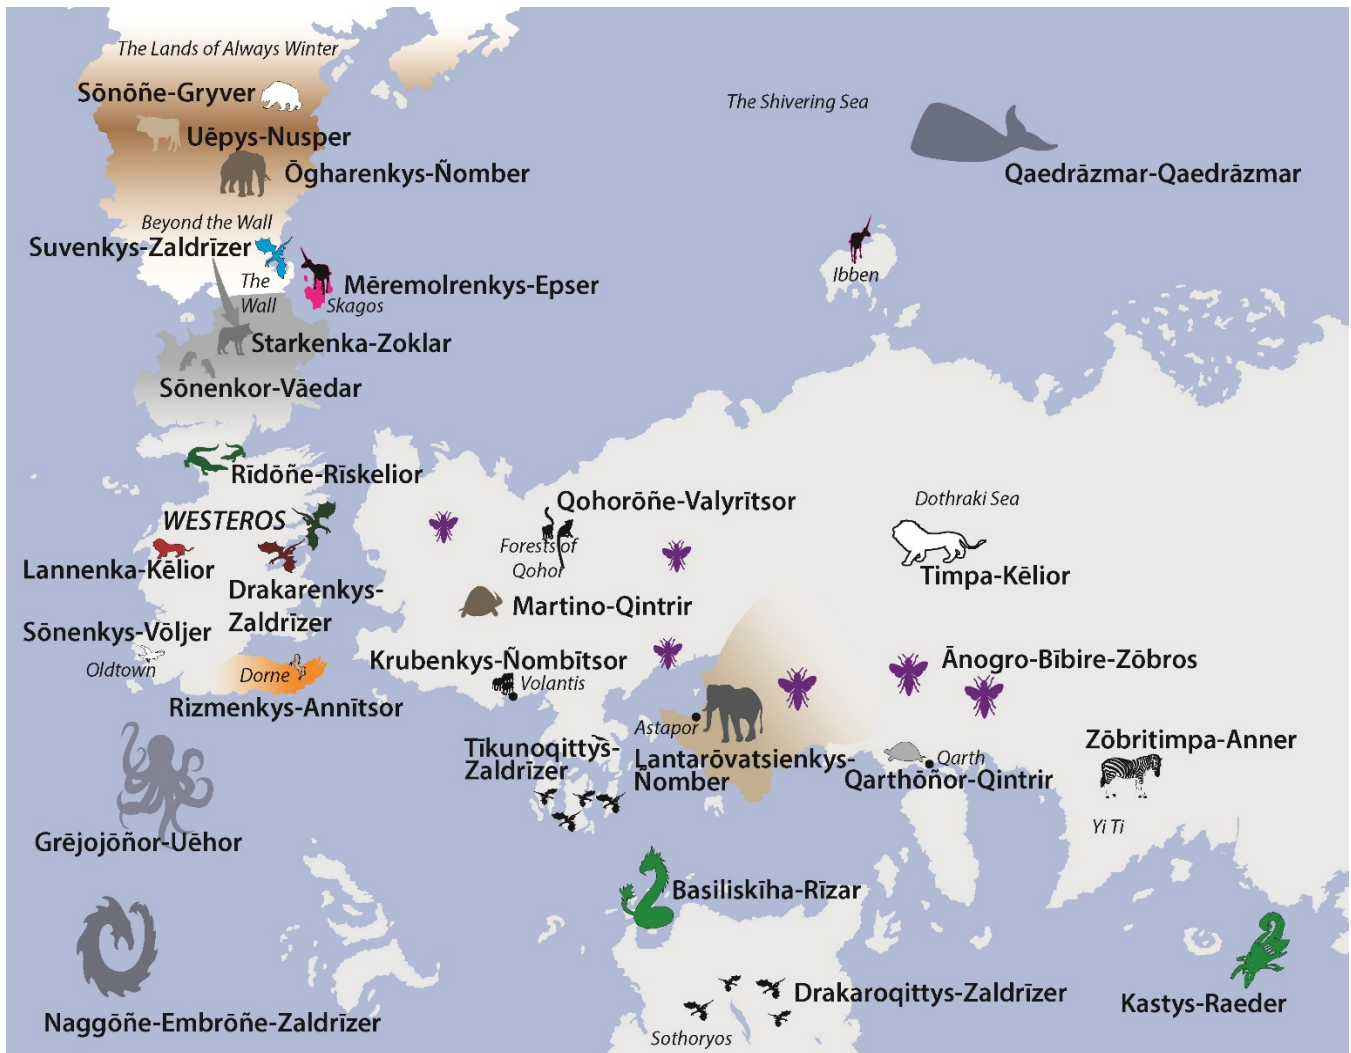 The Lands of Always Winter
Sōnōñe-Gryver
The Shivering Sea
Uēpys-Nusper
Ōgharenkys-Ñomber
Qaedrāzmar-Qaedrāzmar
Beyond the Wall
Suvenkys-Zaldrīzer
The
Wall
Mēremolrenkys-Epser
Skagos
Ibben
Starkenka-Zoklar
Sōnenkor-Vāedar
Rīdōñe-Rīskelior
Qohorōñe-Valyrītsor
Dothraki Sea
WESTEROS
Forests of
Qohor
Lannenka-Kēlior
Timpa-Kēlior
Drakarenkys-
Zaldrīzer
Martino-Qintrir
Sōnenkys-Vōljer
Oldtown
Dorne
Krubenkys-Ñombītsor
Volantis
Ānogro-Bībire-Zōbros
Rizmenkys-Annītsor
Astapor
Tīkunoqittys-
Zaldrīzer
Lantarōvatsienkys-
Ñomber
Qarth
Qarthōñor-Qintrir
Zōbritimpa-Anner
Yi Ti
Grējojōñor-Uēhor
Basiliskīha-Rīzar
Drakaroqittys-Zaldrīzer
Kastys-Raeder
Naggōñe-Embrōñe-Zaldrīzer
Sothoryos